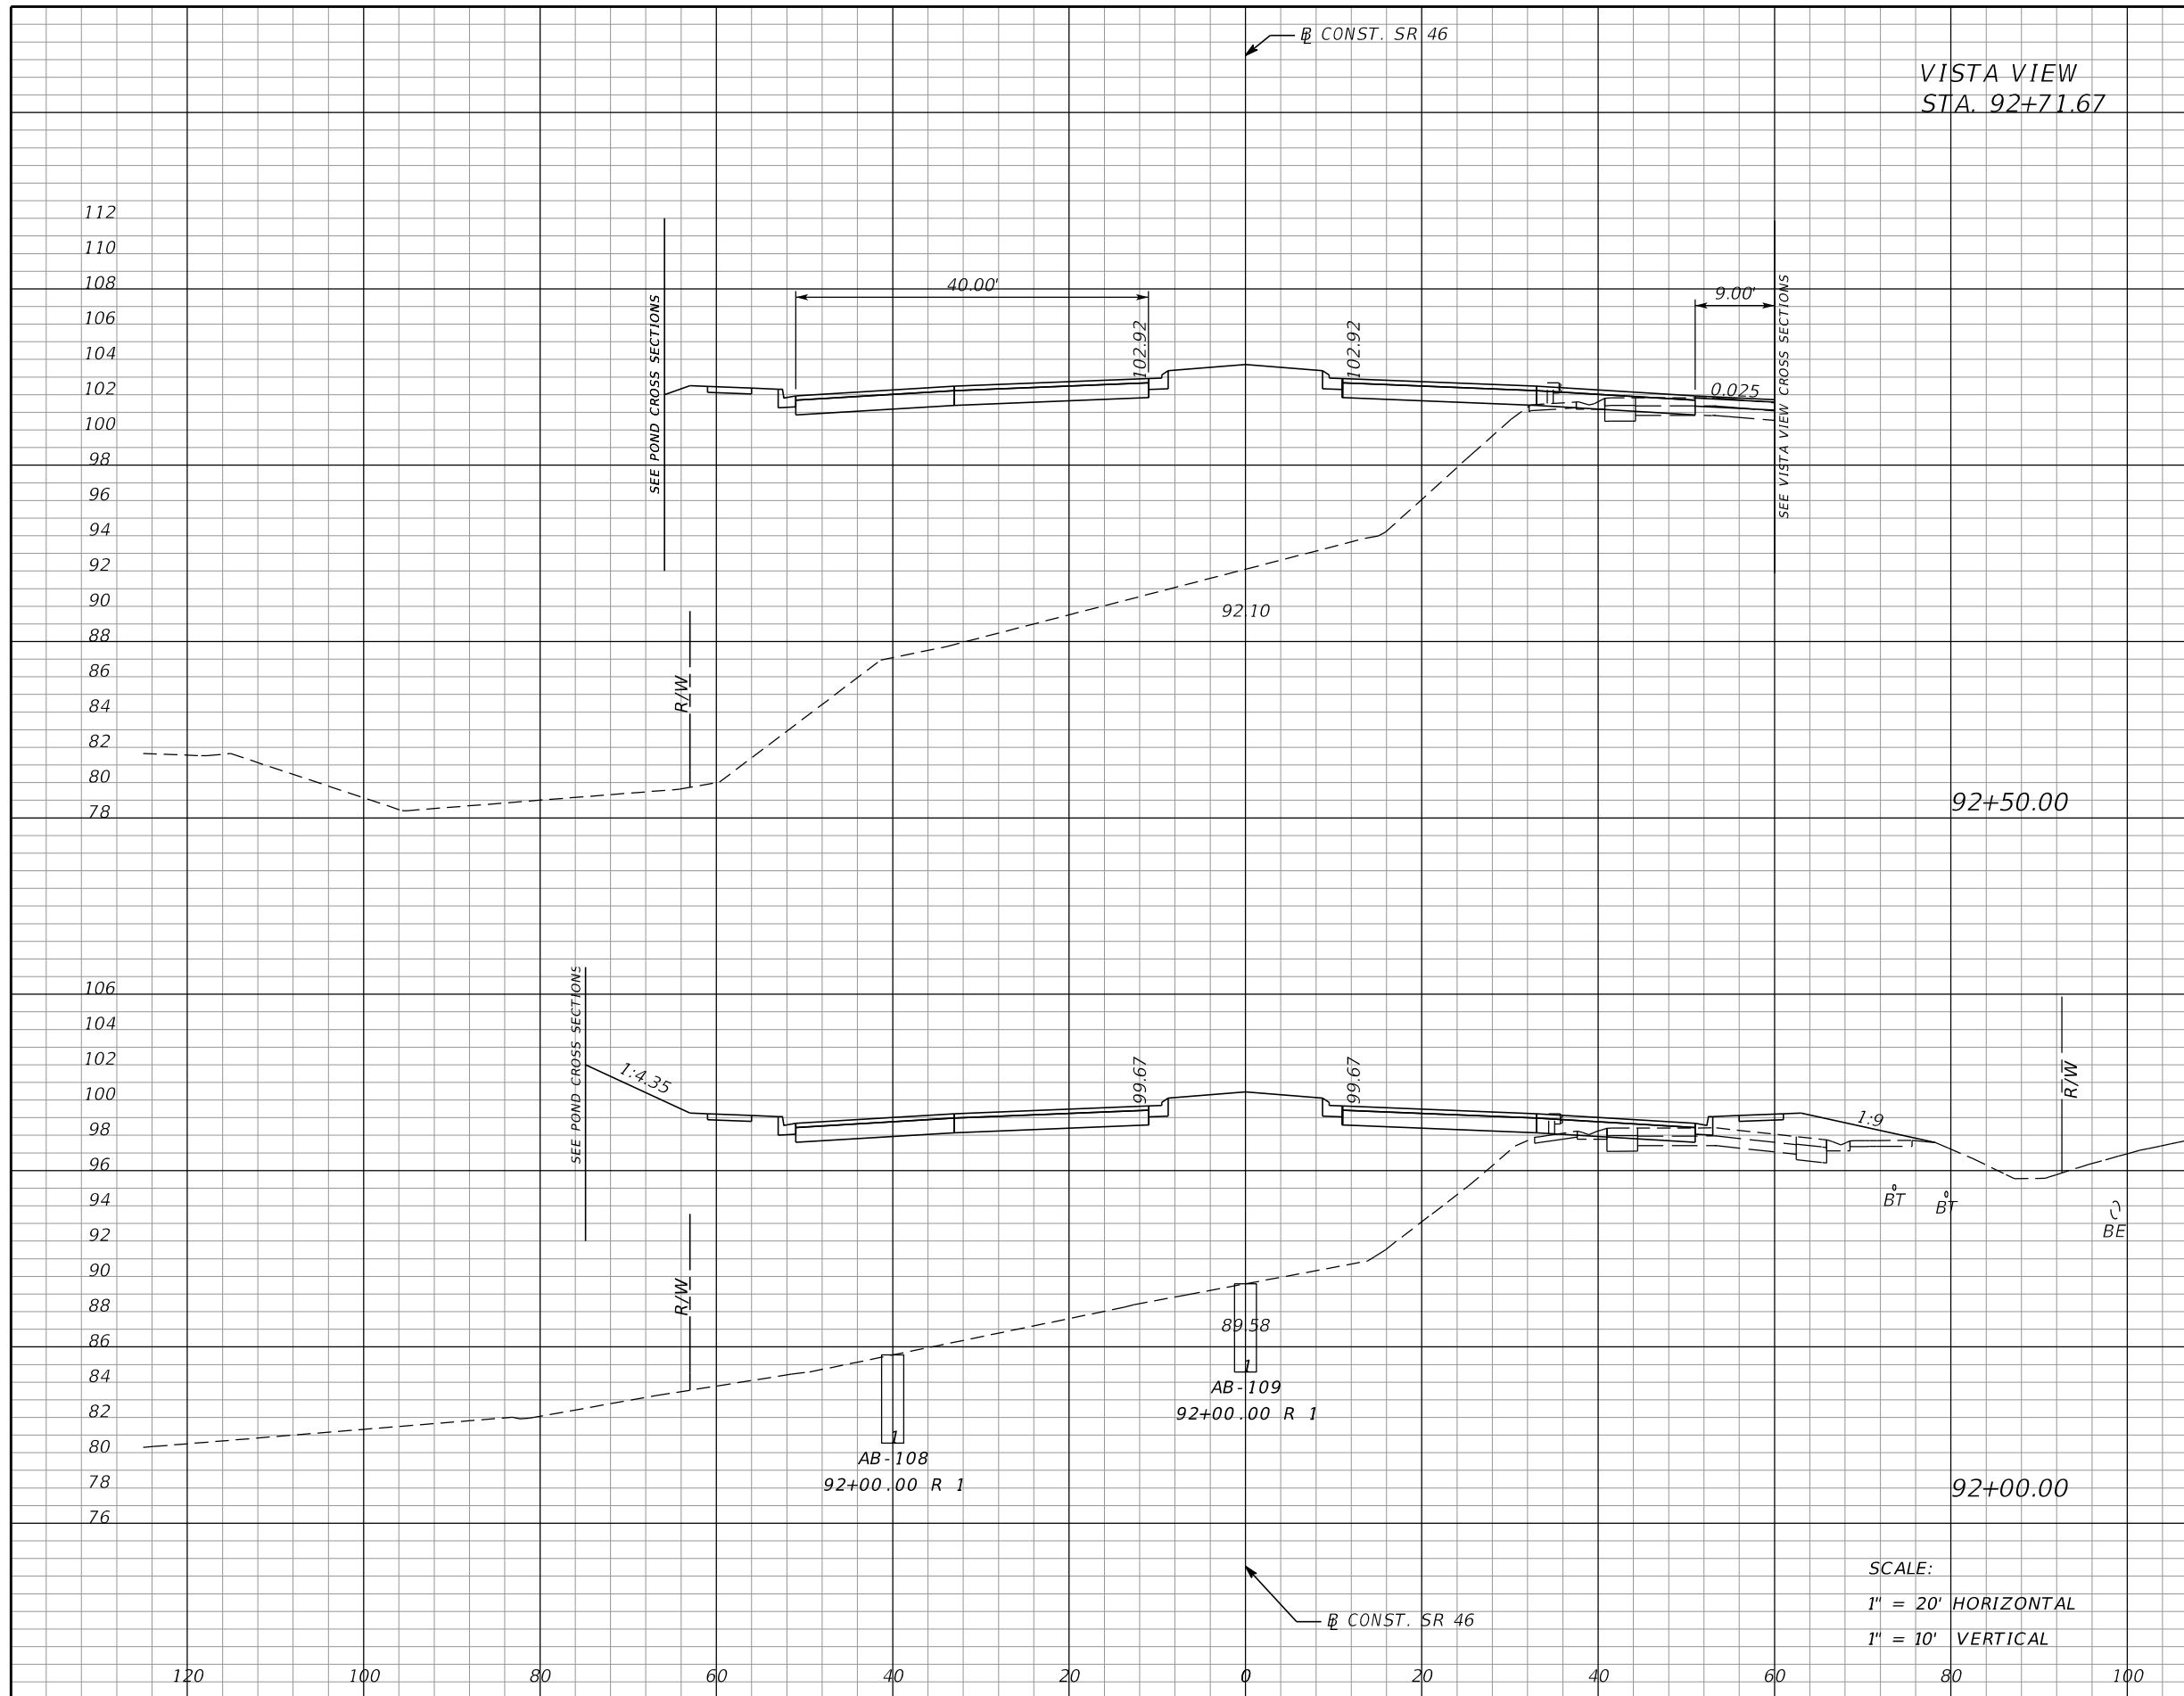 BL CONST. SR 46
VISTA VIEW
STA. 92+71.67
112
110
108
106
104
102
100
98
96
94
92
90
88
86
84
82
80
78
SEE POND CROSS SECTIONS
40.00'
102.92
102.92
9.00'
0.025
SEE VISTA VIEW CROSS SECTIONS
92.10
R/W
92+50.00
106
104
102
100
98
96
94
92
90
88
86
84
82
80
78
76
SEE POND CROSS SECTIONS
1:4.35
99.67
99.67
1:9
R/W
BT
BT
BE
R/W
89.58
1
AB-109
92+00.00 R 1
1
AB-108
92+00.00 R 1
92+00.00
SCALE:
1" = 20' HORIZONTAL
1" = 10' VERTICAL
BL CONST. SR 46
120 100 80 60 40 20 0 20 40 60 80 100